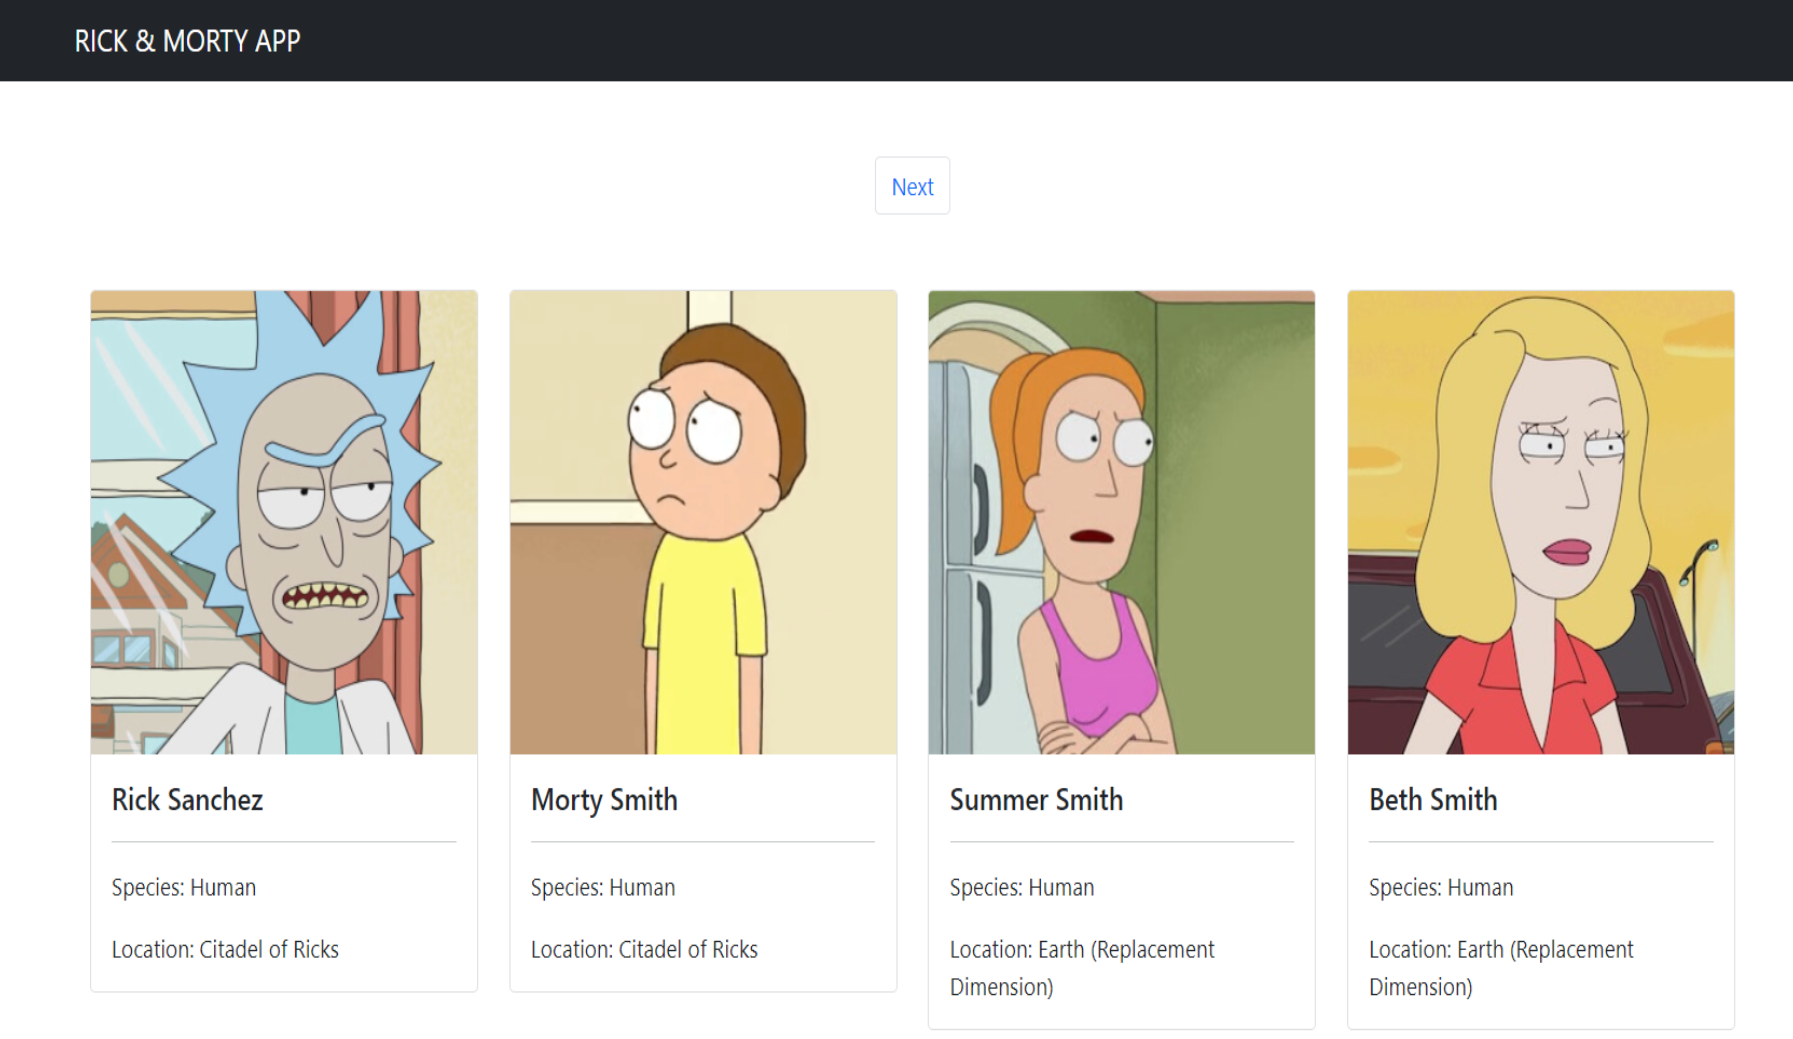 RICK & MORTY APP
Next
Rick Sanchez
Species: Human
Location: Citadel of Ricks
Morty Smith
Species: Human
Location: Citadel of Ricks
Summer Smith
Species: Human
Location: Earth (Replacement
Dimension)
Beth Smith
Species: Human
Location: Earth (Replacement
Dimension)